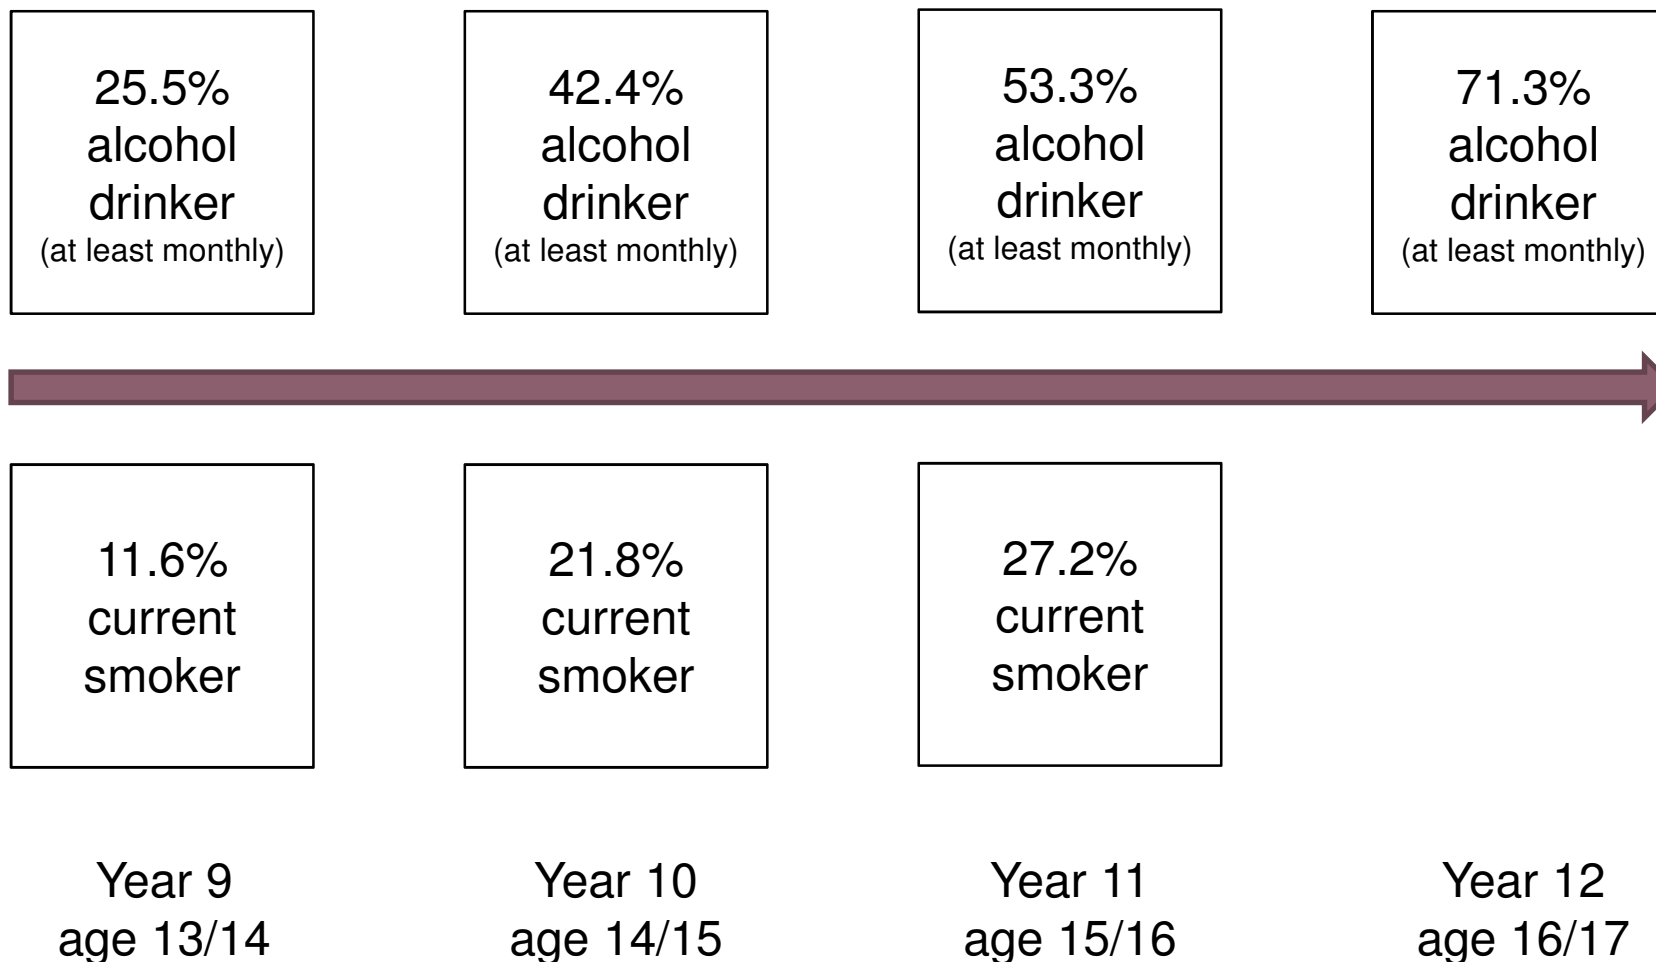 25.5%
alcohol
drinker
(at least monthly)
42.4%
alcohol
drinker
(at least monthly)
53.3%
alcohol
drinker
(at least monthly)
71.3%
alcohol
drinker
(at least monthly)
11.6%
current
smoker
21.8%
current
smoker
27.2%
current
smoker
Year 9
age 13/14
Year 10
age 14/15
Year 11
age 15/16
Year 12
age 16/17